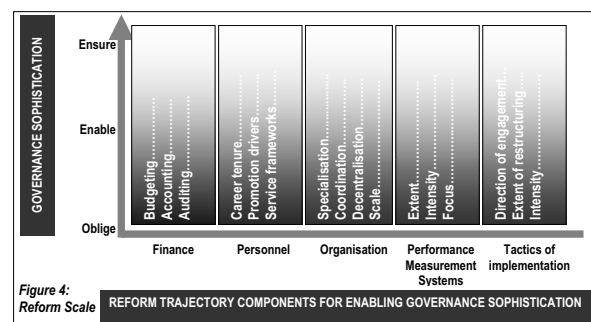 Ensure
Enable
Oblige
GOVERNANCE SOPHISTICATION
Budgeting
Accounting
Auditing
Career tenure
Promotion drivers
Service frameworks
Specialisation
Coordination
Decentralisation
Scale
Extent
Intensity
Focus
Direction of engagement
Extent of restructuring
Intensity
Finance
Personnel
Organisation
Performance
Measurement
Systems
Tactics of
implementation
Figure 4:
Reform Scale
REFORM TRAJECTORY COMPONENTS FOR ENABLING GOVERNANCE SOPHISTICATION